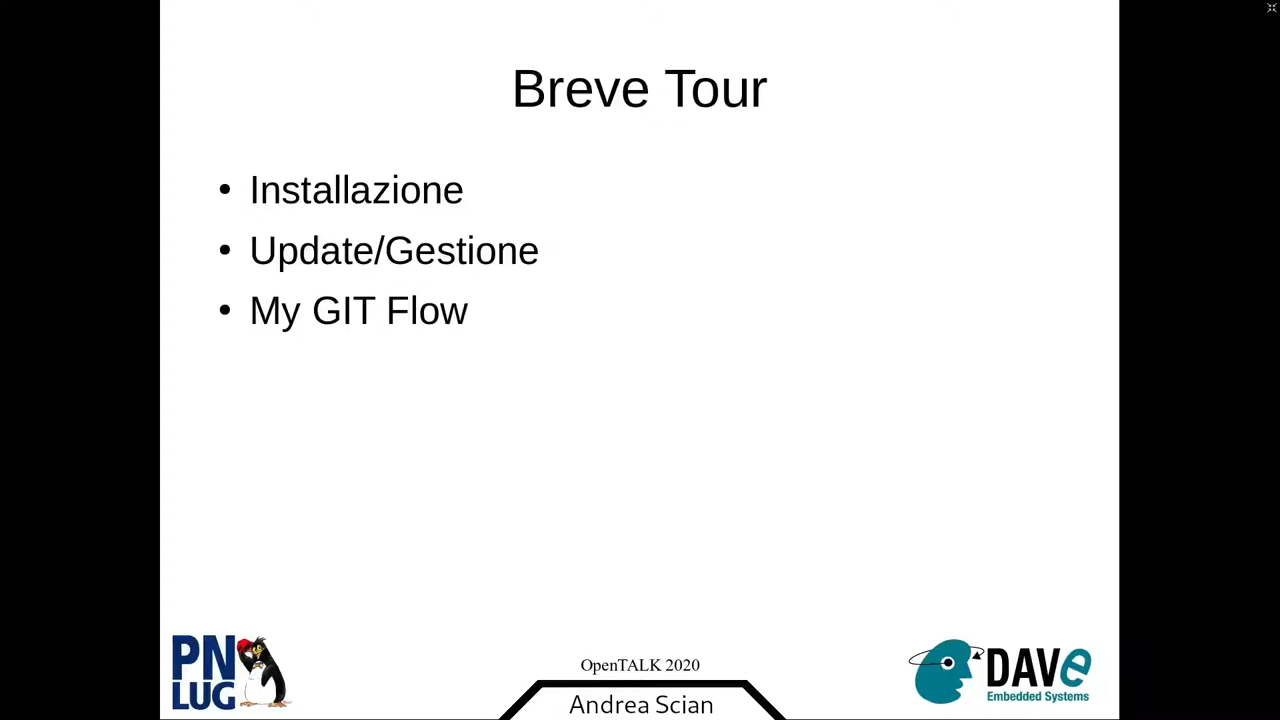 Breve Tour
• Installazione
• Update/Gestione
• My GIT Flow
PN
LUG
OpenTALK 2020
Andrea Scian
DAVe
Embedded Systems